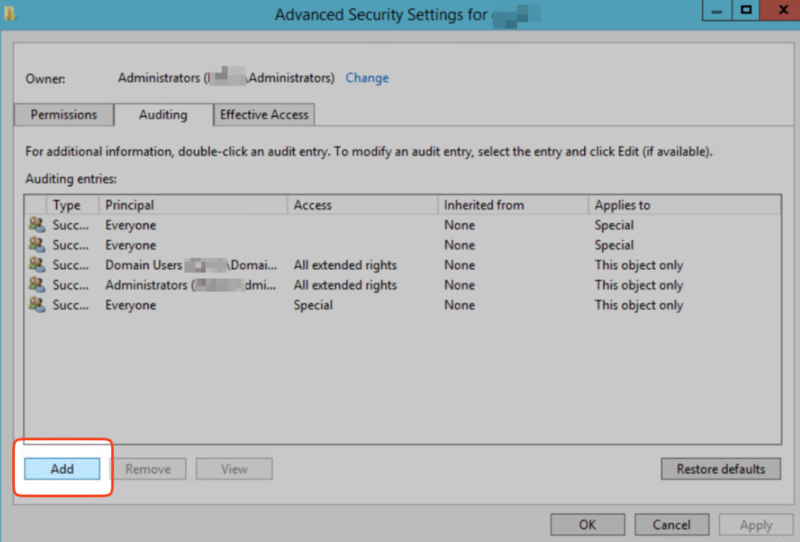 Advanced Security Settings for
Owner: Administrators ( \Administrators) Change
Permissions Auditing Effective Access
For additional information, double-click an audit entry. To modify an audit entry, select the entry and click Edit (if available).
Auditing entries:
Type Principal Access Inherited from Applies to
Succ... Everyone None Special
Succ... Everyone None Special
Succ... Domain Users \Domai... All extended rights None This object only
Succ... Administrators ( dmi... All extended rights None This object only
Succ... Everyone Special None This object only
Add Remove View Restore defaults
OK Cancel Apply